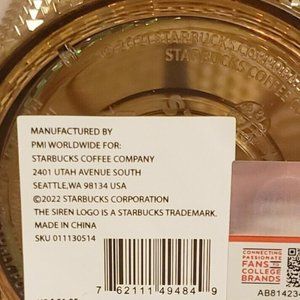 STARBUCKS CORPOR
STARBUCKS COFFEE
MANUFACTURED BY
PMI WORLDWIDE FOR:
STARBUCKS COFFEE COMPANY
2401 UTAH AVENUE SOUTH
SEATTLE,WA 98134 USA
©2022 STARBUCKS CORPORATION
THE SIREN LOGO IS A STARBUCKS TRADEMARK.
MADE IN CHINA
SKU 011130514
7 62111 49484 9
CONNECTING
PASSIONATE
FANS
COLLEGE
BRANDS
AB81423